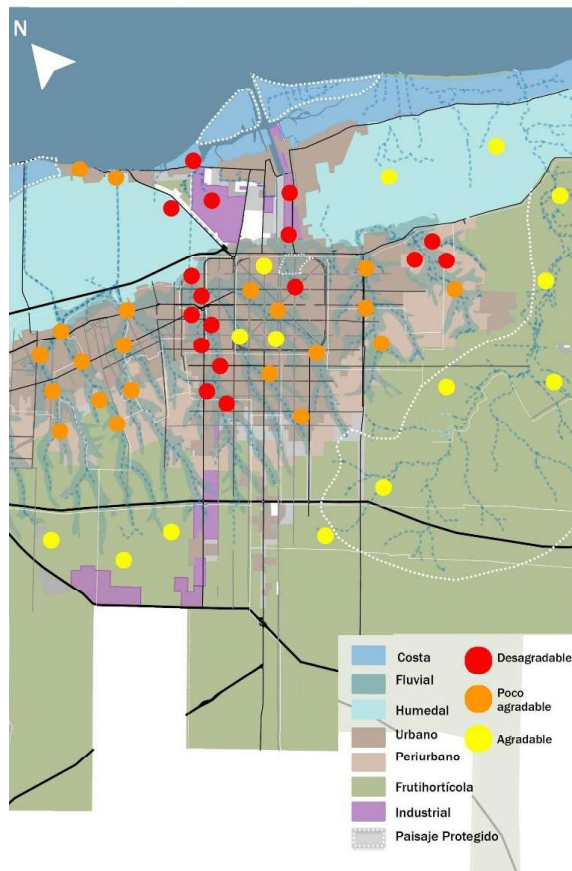 N
Costa
Fluvial
Humedal
Urbano
Periurbano
Frutihortícola
Industrial
Paisaje Protegido
Desagradable
Poco
agradable
Agradable